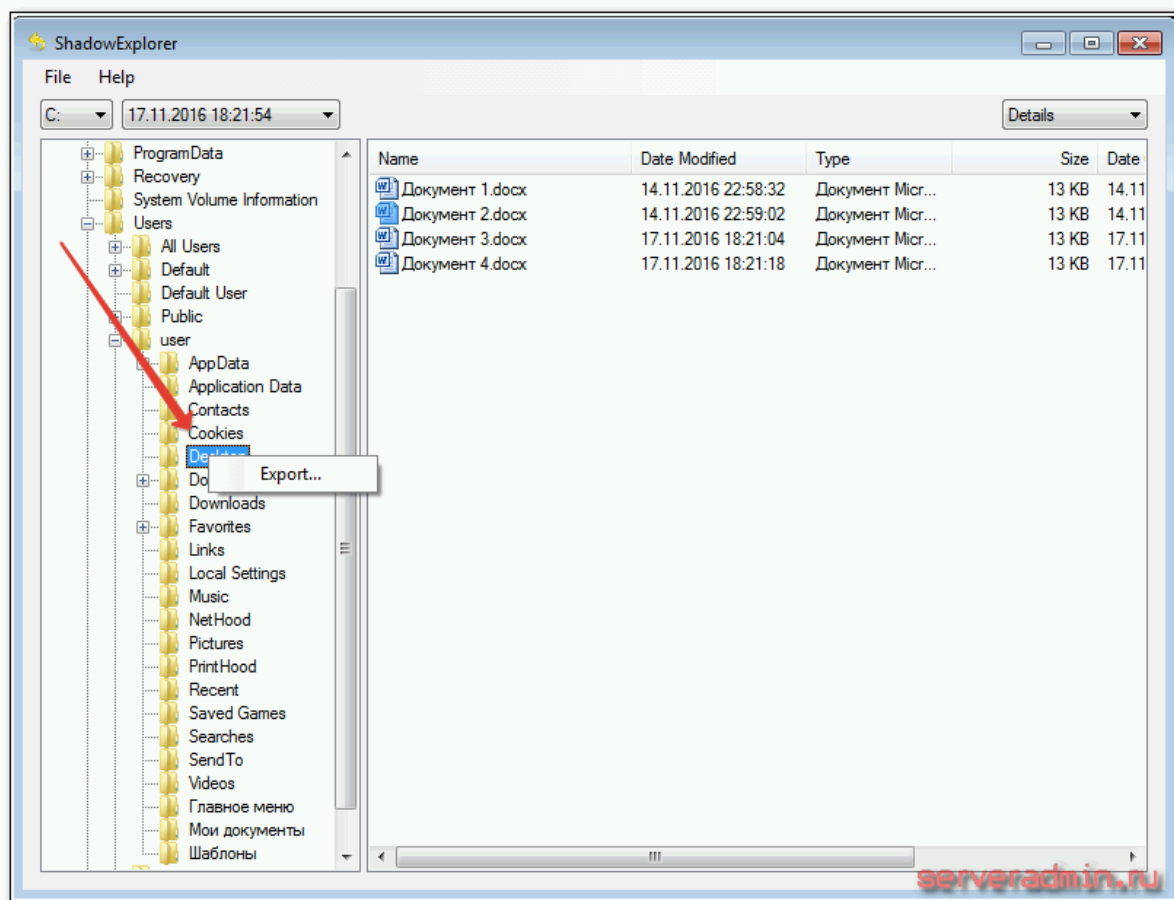 ShadowExplorer
File Help
C: 17.11.2016 18:21:54 Details
ProgramData
Recovery
System Volume Information
Users
All Users
Default
Default User
Public
user
AppData
Application Data
Contacts
Cookies
Desktop
Do
Downloads
Favorites
Links
Local Settings
Music
NetHood
Pictures
PrintHood
Recent
Saved Games
Searches
SendTo
Videos
Главное меню
Мои документы
Шаблоны
Export...
Name Date Modified Type Size Date
Документ 1.docx 14.11.2016 22:58:32 Документ Micr... 13 KB 14.11
Документ 2.docx 14.11.2016 22:59:02 Документ Micr... 13 KB 14.11
Документ 3.docx 17.11.2016 18:21:04 Документ Micr... 13 KB 17.11
Документ 4.docx 17.11.2016 18:21:18 Документ Micr... 13 KB 17.11
serveradmin.ru